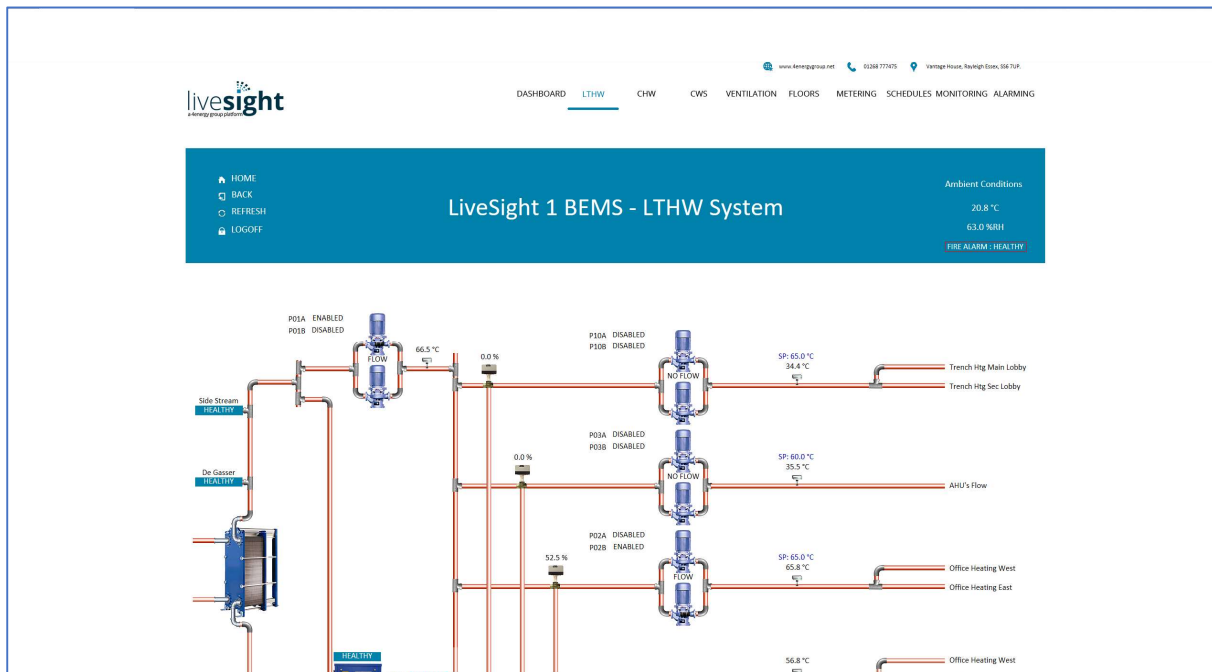 www.4energygroup.net 01268 777475 Vantage House, Rayleigh Essex, SS6 7UP.
livesight
a 4energy group platform
DASHBOARD LTHW CHW CWS VENTILATION FLOORS METERING SCHEDULES MONITORING ALARMING
HOME
BACK
REFRESH
LOGOFF
LiveSight 1 BEMS - LTHW System
Ambient Conditions
20.8 °C
63.0 %RH
FIRE ALARM : HEALTHY
P01A ENABLED
P01B DISABLED
FLOW
66.5 °C
0.0 %
P10A DISABLED
P10B DISABLED
NO FLOW
SP: 65.0 °C
34.4 °C
Trench Htg Main Lobby
Trench Htg Sec Lobby
Side Stream
HEALTHY
P03A DISABLED
P03B DISABLED
0.0 %
NO FLOW
SP: 60.0 °C
35.5 °C
AHU's Flow
De Gasser
HEALTHY
P02A DISABLED
P02B ENABLED
52.5 %
FLOW
SP: 65.0 °C
65.8 °C
Office Heating West
Office Heating East
HEALTHY
56.8 °C
Office Heating West